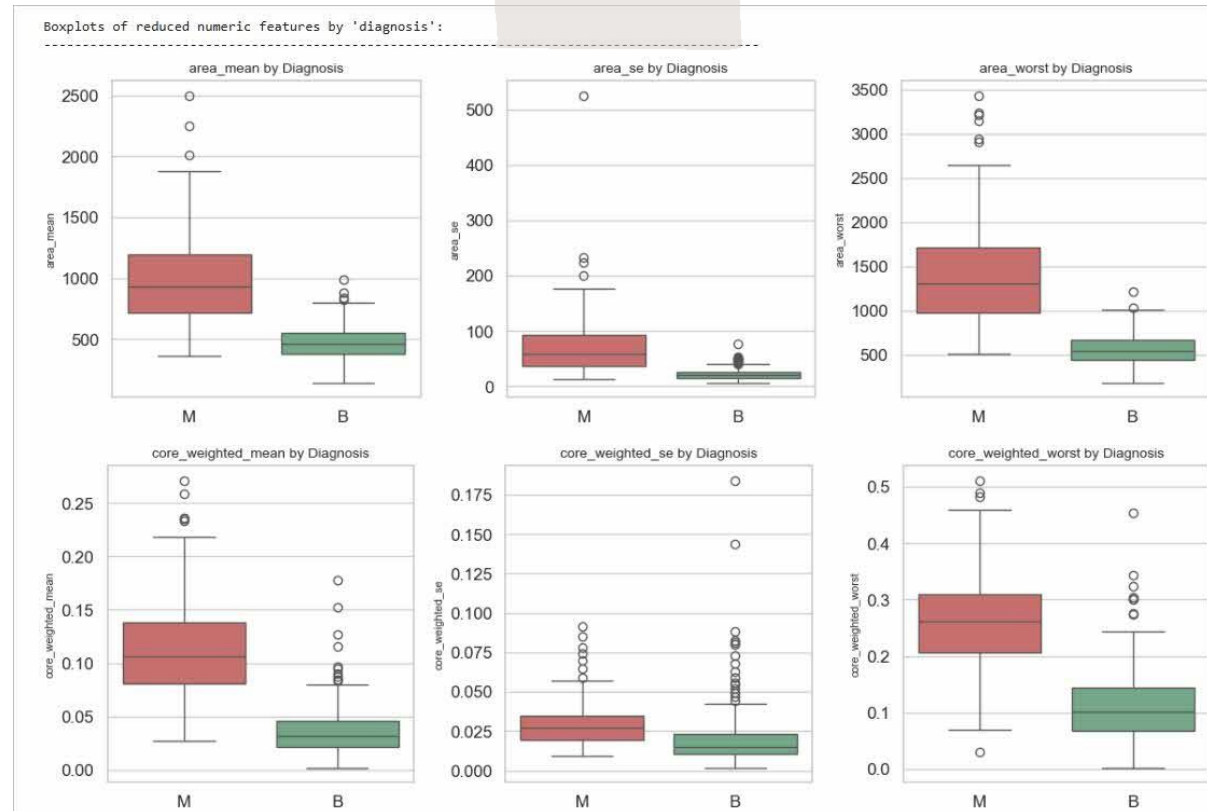 Boxplots of reduced numeric features by 'diagnosis':
--------------------------------------------------------------------------------------------
area_mean by Diagnosis
area_mean
2500
2000
1500
1000
500
M B
area_se by Diagnosis
area_se
500
400
300
200
100
0
M B
area_worst by Diagnosis
area_worst
3500
3000
2500
2000
1500
1000
500
M B
core_weighted_mean by Diagnosis
core_weighted_mean
0.25
0.20
0.15
0.10
0.05
0.00
M B
core_weighted_se by Diagnosis
core_weighted_se
0.175
0.150
0.125
0.100
0.075
0.050
0.025
0.000
M B
core_weighted_worst by Diagnosis
core_weighted_worst
0.5
0.4
0.3
0.2
0.1
0.0
M B